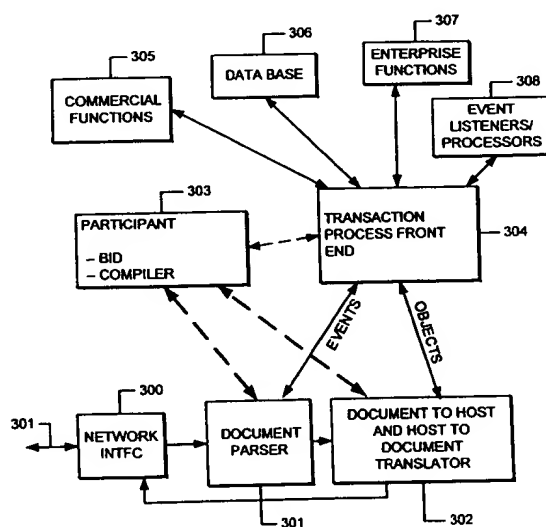 307
306
305
ENTERPRISE
FUNCTIONS
DATA BASE
308
COMMERCIAL
FUNCTIONS
EVENT
LISTENERS/
PROCESSORS
303
PARTICIPANT
– BID
– COMPILER
TRANSACTION
PROCESS FRONT
END
304
EVENTS
OBJECTS
300
301
NETWORK
INTFC
DOCUMENT
PARSER
DOCUMENT TO HOST
AND HOST TO
DOCUMENT
TRANSLATOR
301
302